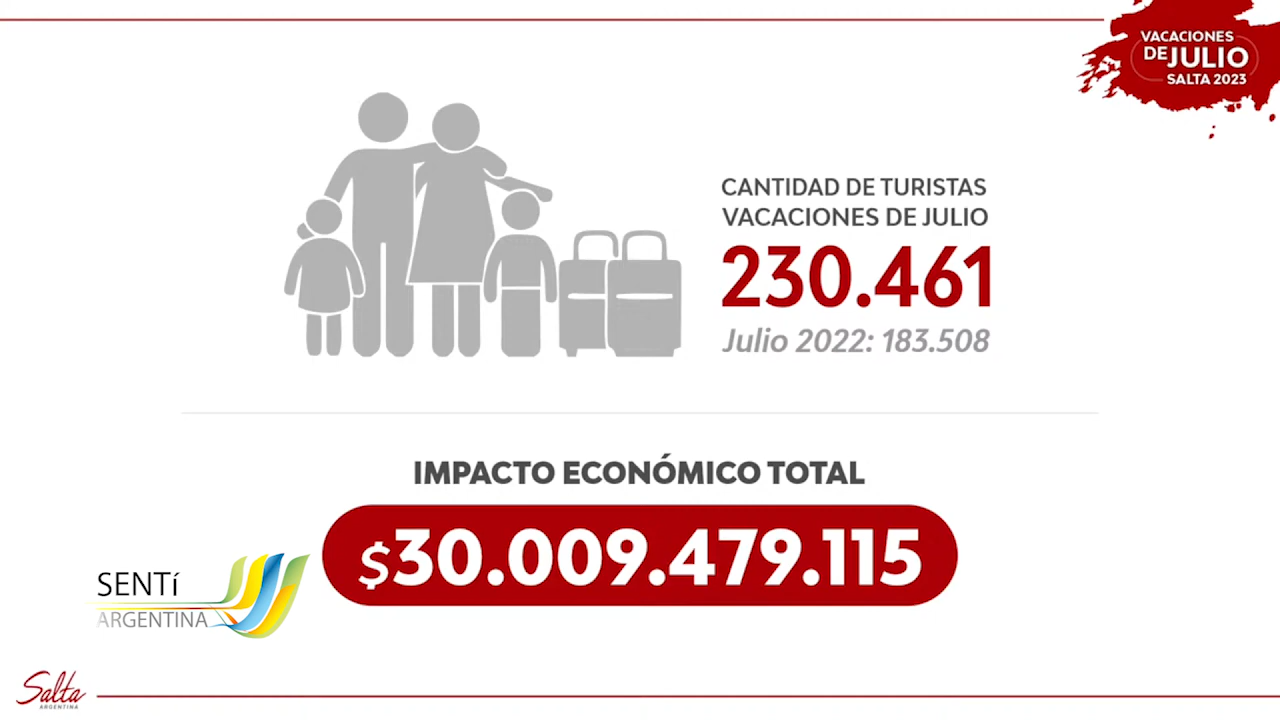 VACACIONES
DE JULIO
SALTA 2023
CANTIDAD DE TURISTAS
VACACIONES DE JULIO
230.461
Julio 2022: 183.508
IMPACTO ECONÓMICO TOTAL
$30.009.479.115
SENTí
ARGENTINA
Salta
ARGENTINA